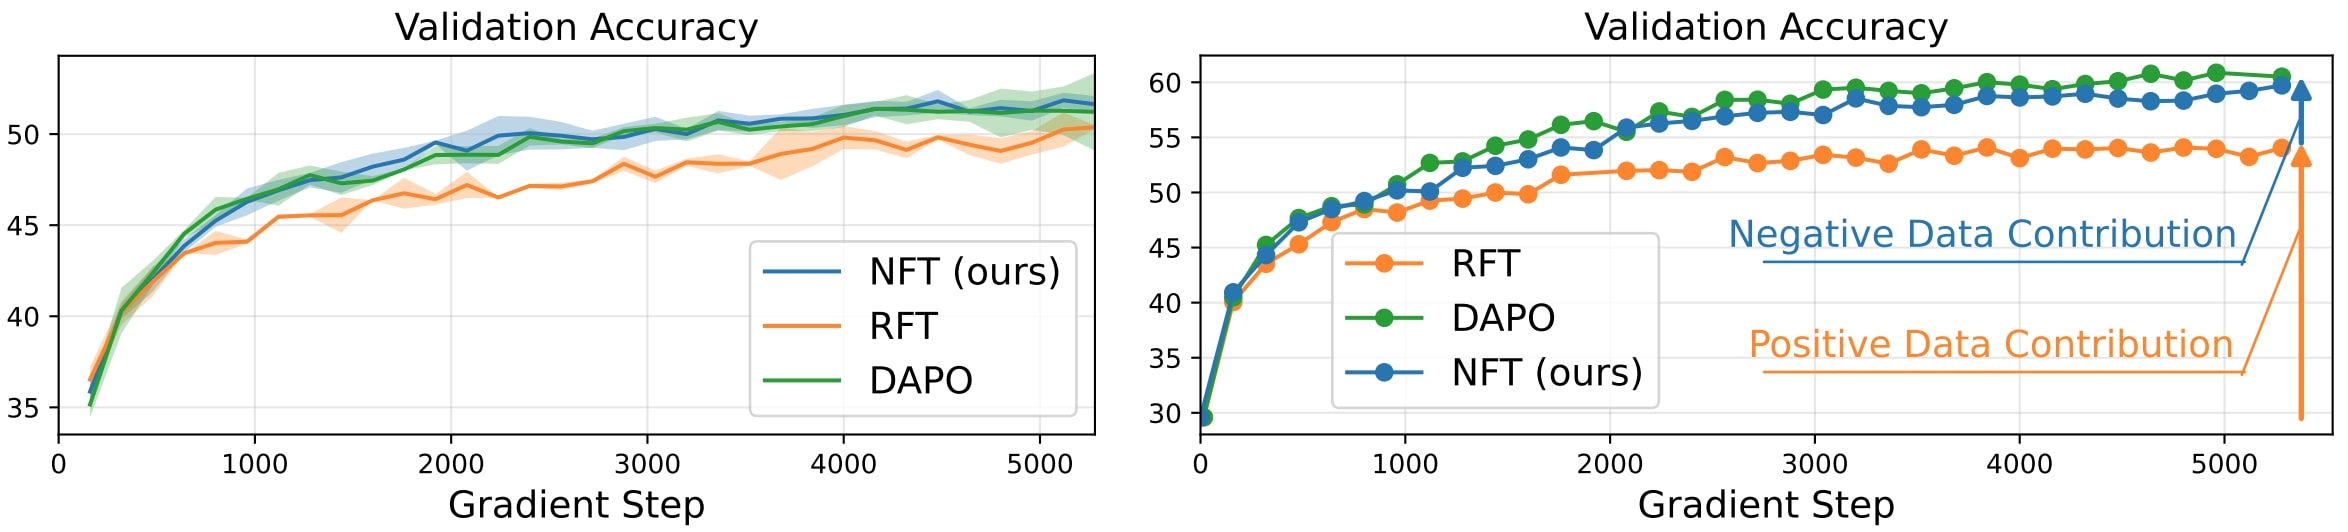 Validation Accuracy
50
45
40
35
0 1000 2000 3000 4000 5000
Gradient Step
NFT (ours)
RFT
DAPO
Validation Accuracy
60
55
50
45
40
35
30
0 1000 2000 3000 4000 5000
Gradient Step
RFT
DAPO
NFT (ours)
Negative Data Contribution
Positive Data Contribution